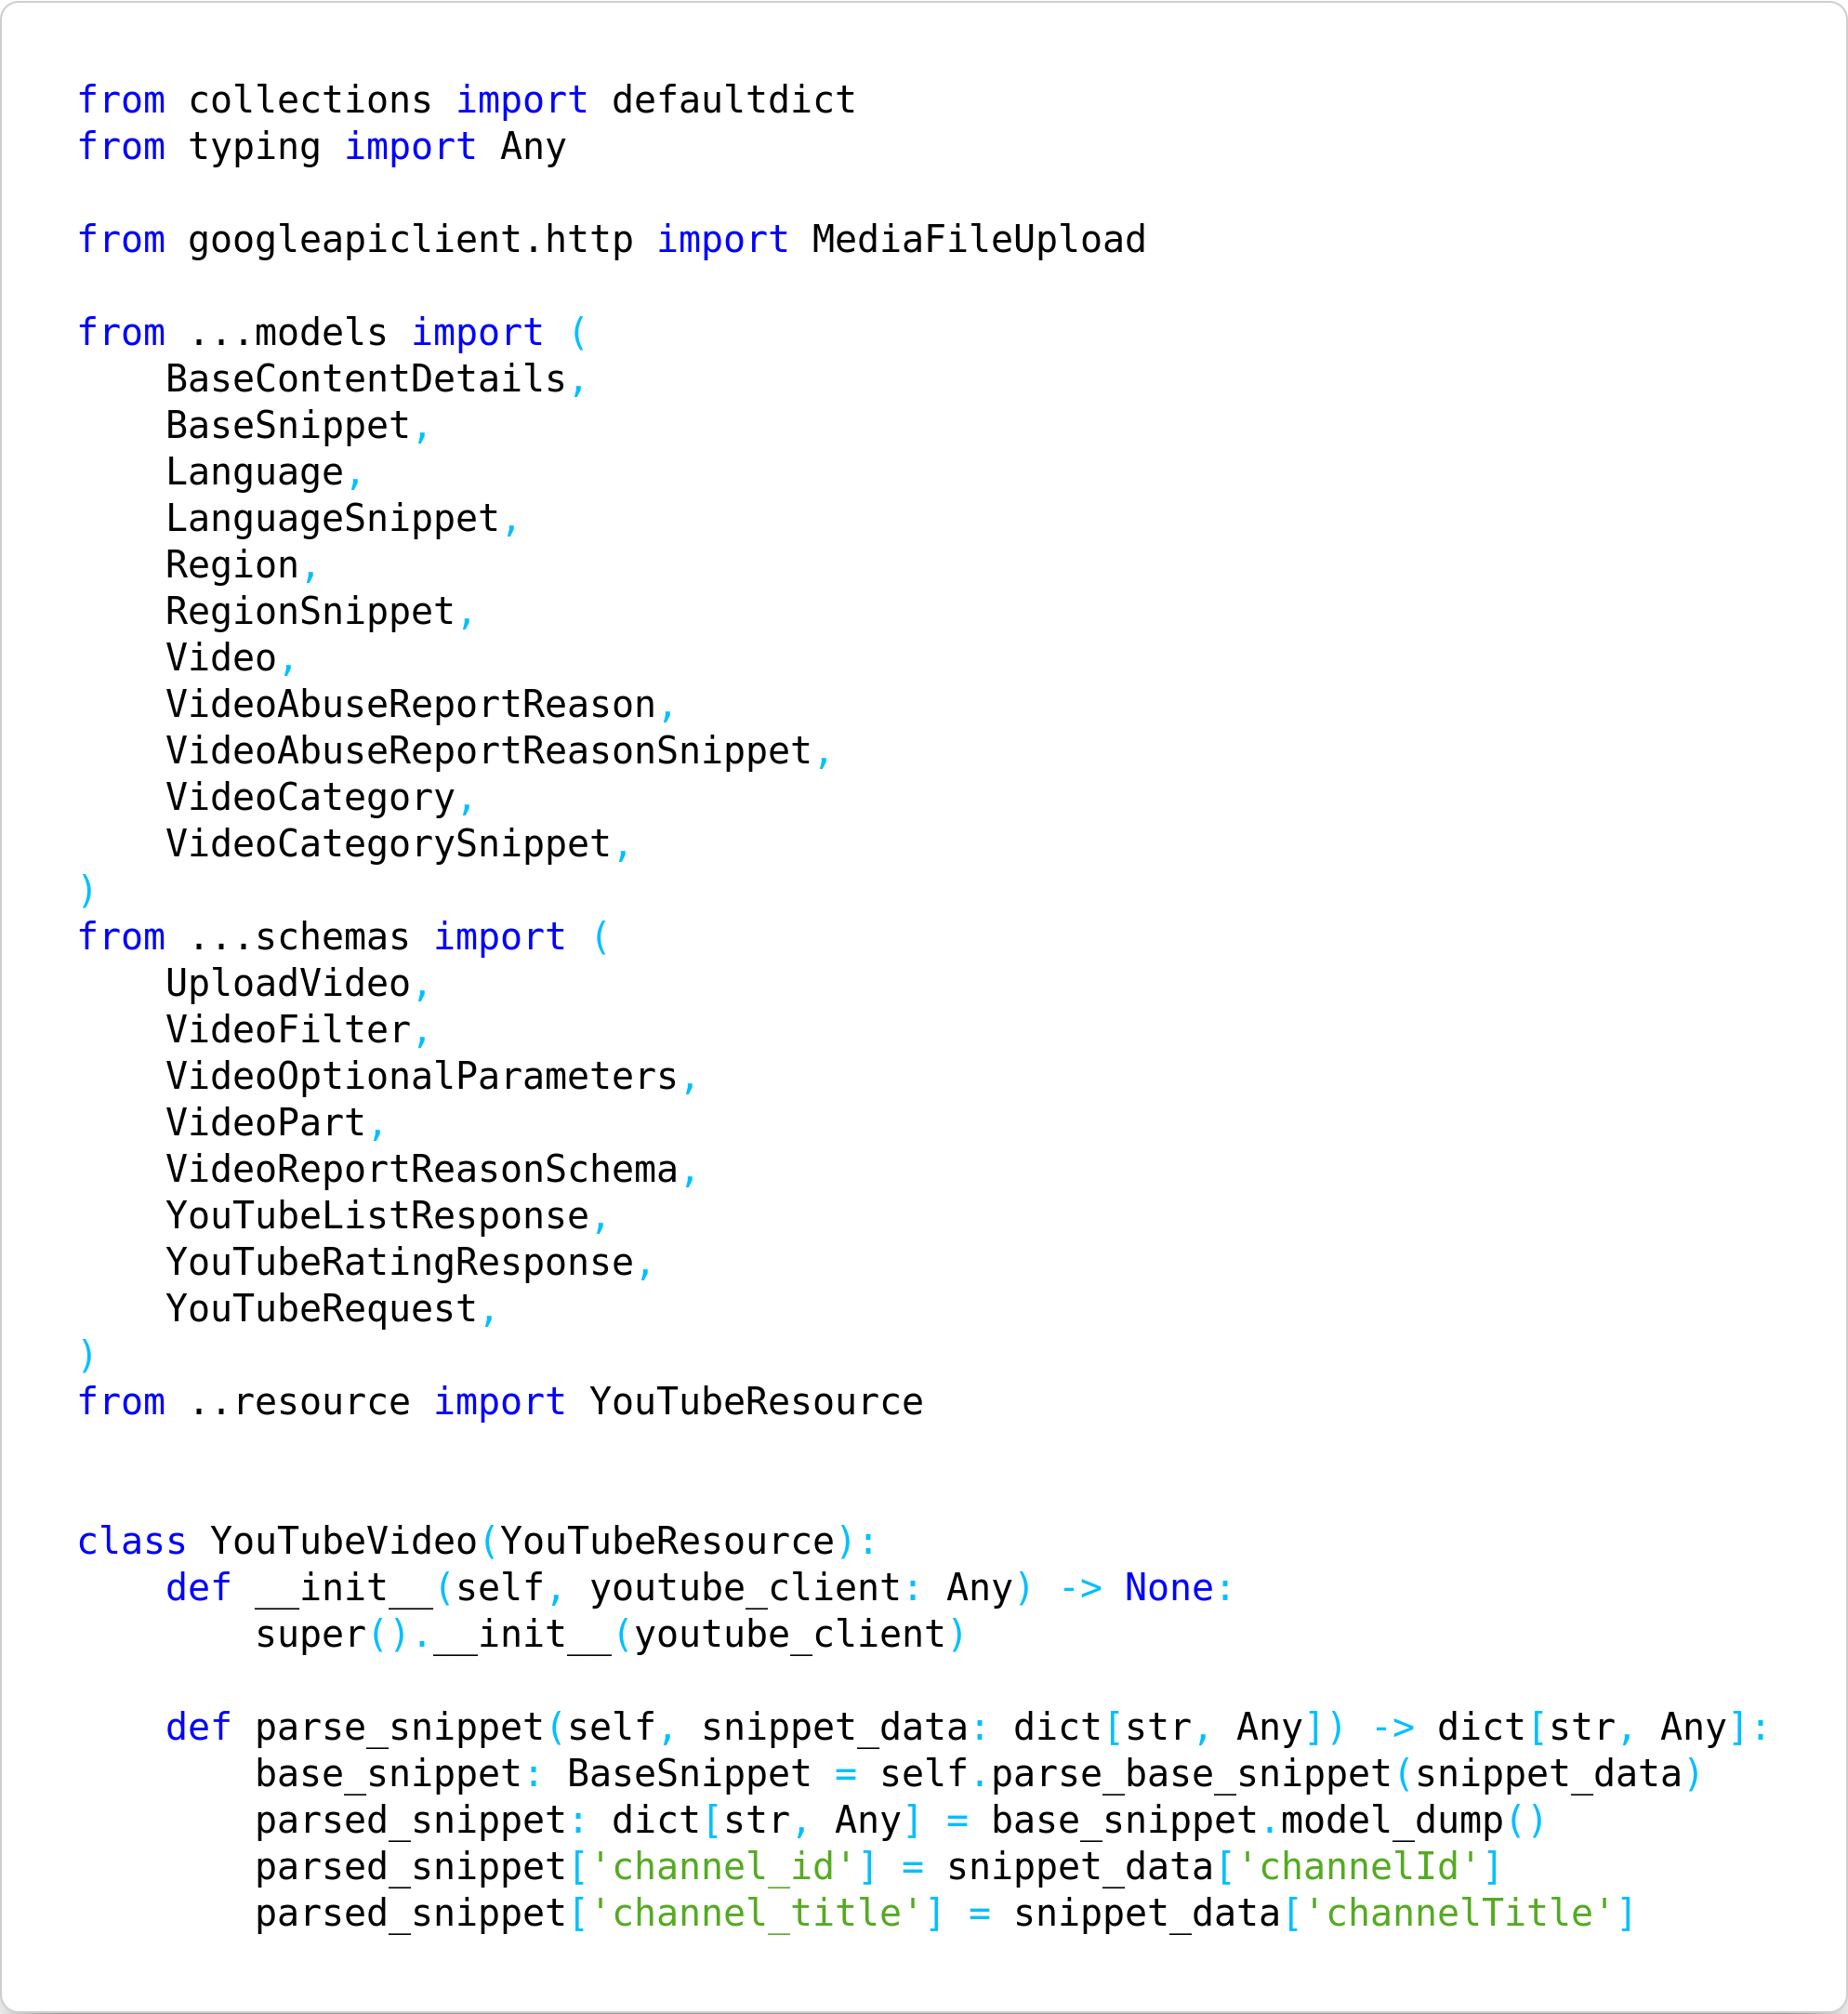 from collections import defaultdict
from typing import Any

from googleapiclient.http import MediaFileUpload

from ...models import (
    BaseContentDetails,
    BaseSnippet,
    Language,
    LanguageSnippet,
    Region,
    RegionSnippet,
    Video,
    VideoAbuseReportReason,
    VideoAbuseReportReasonSnippet,
    VideoCategory,
    VideoCategorySnippet,
)
from ...schemas import (
    UploadVideo,
    VideoFilter,
    VideoOptionalParameters,
    VideoPart,
    VideoReportReasonSchema,
    YouTubeListResponse,
    YouTubeRatingResponse,
    YouTubeRequest,
)
from ..resource import YouTubeResource


class YouTubeVideo(YouTubeResource):
    def __init__(self, youtube_client: Any) -> None:
        super().__init__(youtube_client)

    def parse_snippet(self, snippet_data: dict[str, Any]) -> dict[str, Any]:
        base_snippet: BaseSnippet = self.parse_base_snippet(snippet_data)
        parsed_snippet: dict[str, Any] = base_snippet.model_dump()
        parsed_snippet['channel_id'] = snippet_data['channelId']
        parsed_snippet['channel_title'] = snippet_data['channelTitle']